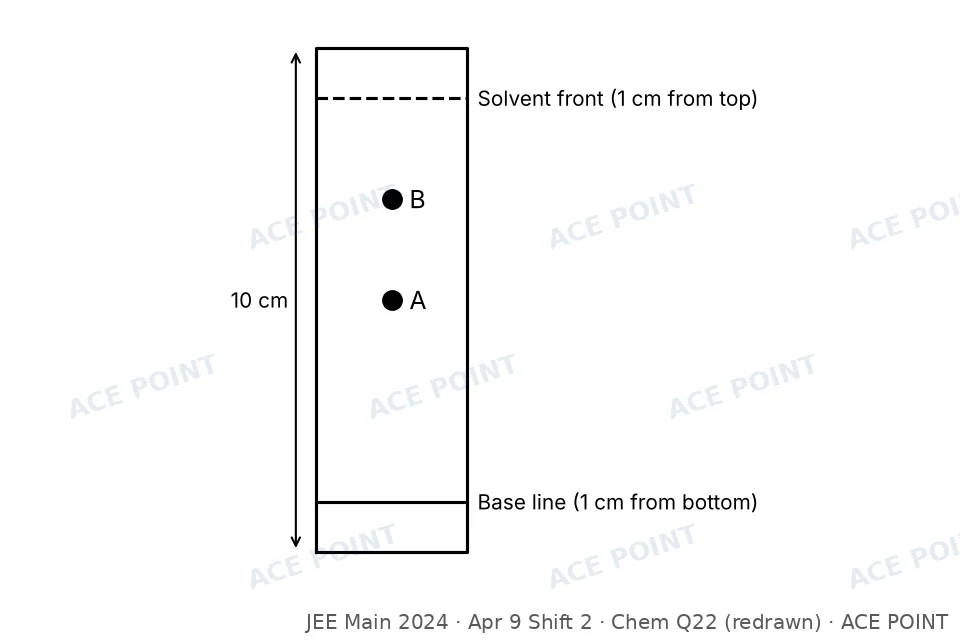 Solvent front (1 cm from top)
B
10 cm
A
Base line (1 cm from bottom)
JEE Main 2024 · Apr 9 Shift 2 · Chem Q22 (redrawn) · ACE POINT
ACE POINT
ACE POINT
ACE POINT
ACE POINT
ACE POINT
ACE POINT
ACE POINT
ACE POINT
ACE POI